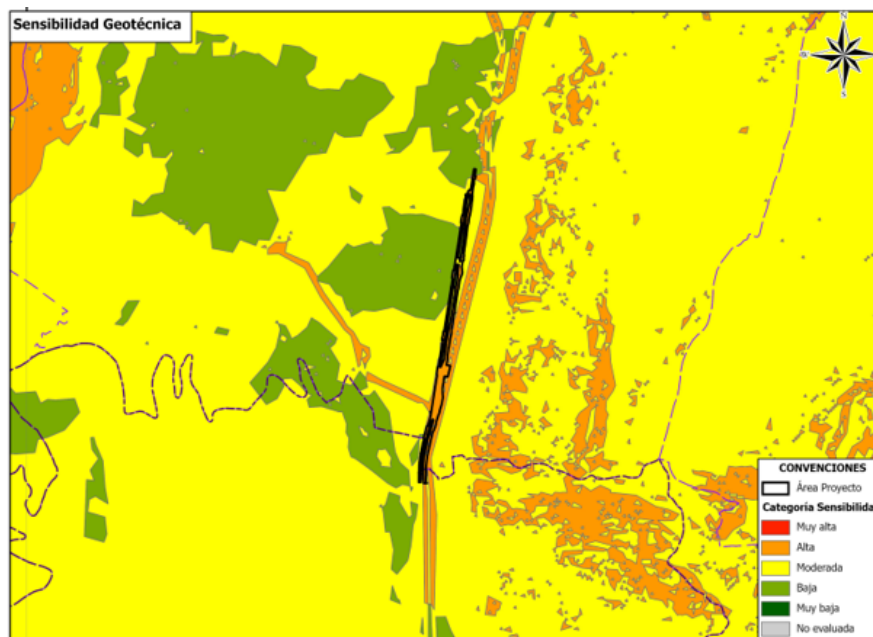 Sensibilidad Geotécnica
N
S
CONVENCIONES
Área Proyecto
Categoría Sensibilida
Muy alta
Alta
Moderada
Baja
Muy baja
No evaluada